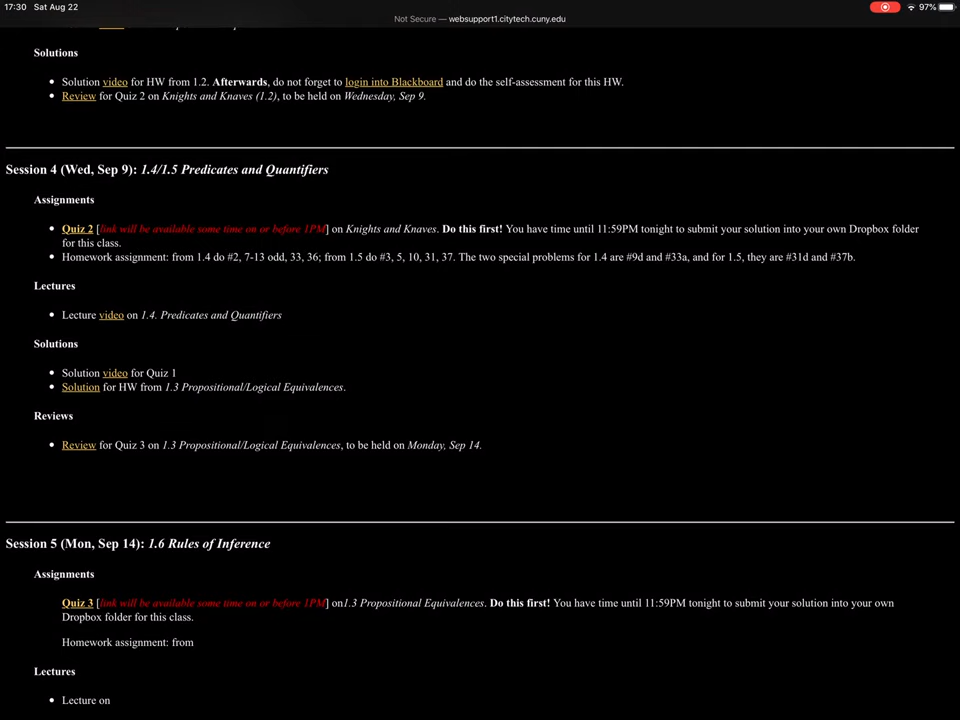 17:30 Sat Aug 22
97%
Not Secure — websupport1.citytech.cuny.edu
Solutions
• Solution video for HW from 1.2. Afterwards, do not forget to login into Blackboard and do the self-assessment for this HW.
• Review for Quiz 2 on Knights and Knaves (1.2), to be held on Wednesday, Sep 9.
Session 4 (Wed, Sep 9): 1.4/1.5 Predicates and Quantifiers
Assignments
• Quiz 2 [link will be available some time on or before 1PM] on Knights and Knaves. Do this first! You have time until 11:59PM tonight to submit your solution into your own Dropbox folder
for this class.
• Homework assignment: from 1.4 do #2, 7-13 odd, 33, 36; from 1.5 do #3, 5, 10, 31, 37. The two special problems for 1.4 are #9d and #33a, and for 1.5, they are #31d and #37b.
Lectures
• Lecture video on 1.4. Predicates and Quantifiers
Solutions
• Solution video for Quiz 1
• Solution for HW from 1.3 Propositional/Logical Equivalences.
Reviews
• Review for Quiz 3 on 1.3 Propositional/Logical Equivalences, to be held on Monday, Sep 14.
Session 5 (Mon, Sep 14): 1.6 Rules of Inference
Assignments
Quiz 3 [link will be available some time on or before 1PM] on1.3 Propositional Equivalences. Do this first! You have time until 11:59PM tonight to submit your solution into your own
Dropbox folder for this class.
Homework assignment: from
Lectures
• Lecture on